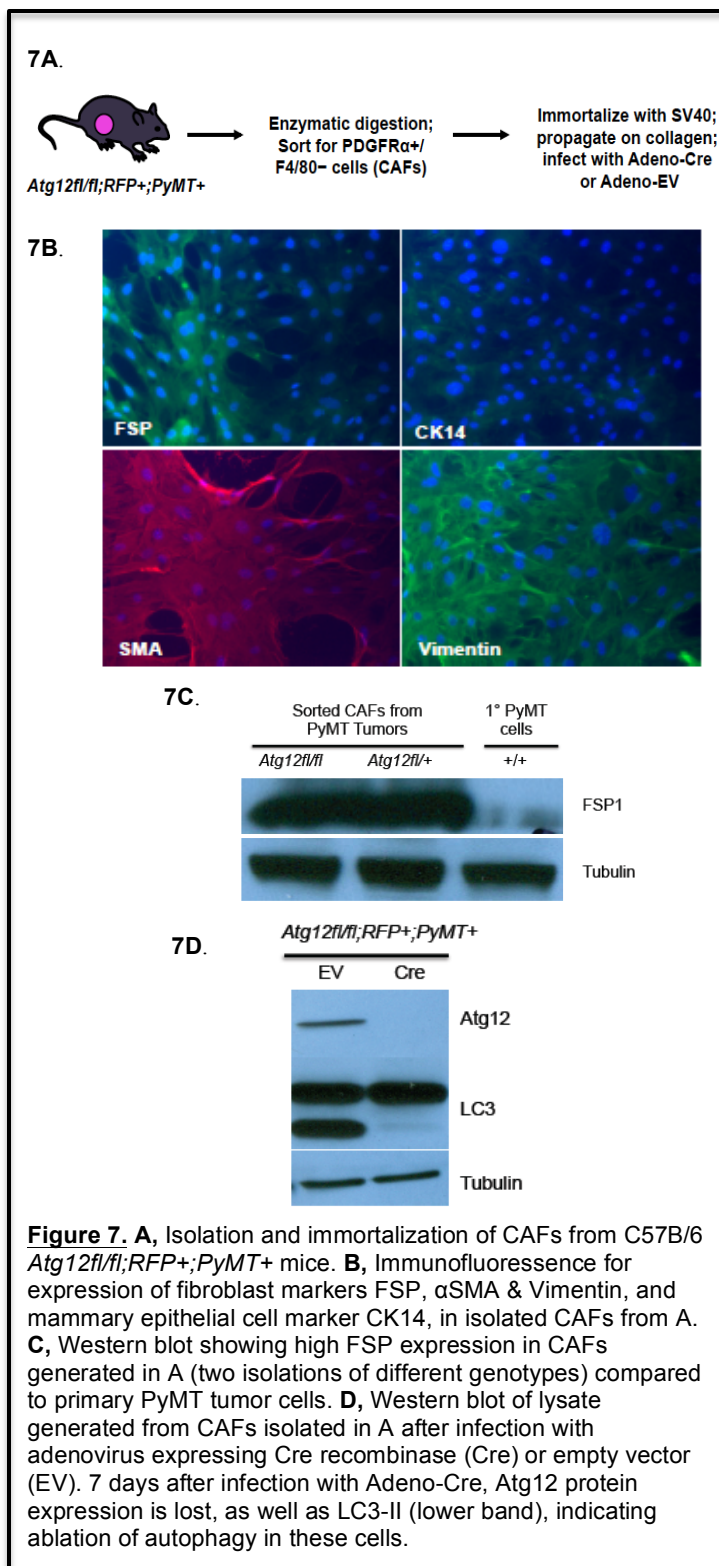 7A.
Atg12fl/fl;RFP+;PyMT+
Enzymatic digestion;
Sort for PDGFRα+/
F4/80− cells (CAFs)
Immortalize with SV40;
propagate on collagen;
infect with Adeno-Cre
or Adeno-EV
7B.
FSP
CK14
SMA
Vimentin
7C.
Sorted CAFs from
PyMT Tumors
1° PyMT
cells
Atg12fl/fl
Atg12fl/+
+/+
FSP1
Tubulin
7D.
Atg12fl/fl;RFP+;PyMT+
EV
Cre
Atg12
LC3
Tubulin
Figure 7. A, Isolation and immortalization of CAFs from C57B/6
Atg12fl/fl;RFP+;PyMT+ mice. B, Immunofluoressence for
expression of fibroblast markers FSP, αSMA & Vimentin, and
mammary epithelial cell marker CK14, in isolated CAFs from A.
C, Western blot showing high FSP expression in CAFs
generated in A (two isolations of different genotypes) compared
to primary PyMT tumor cells. D, Western blot of lysate
generated from CAFs isolated in A after infection with
adenovirus expressing Cre recombinase (Cre) or empty vector
(EV). 7 days after infection with Adeno-Cre, Atg12 protein
expression is lost, as well as LC3-II (lower band), indicating
ablation of autophagy in these cells.